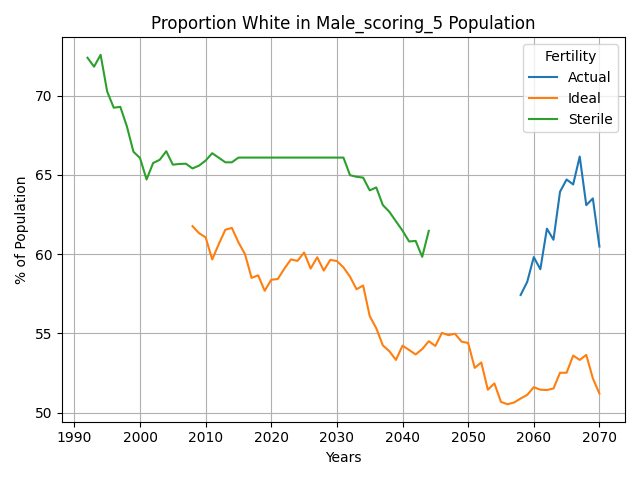 Proportion White in Male_scoring_5 Population
Fertility
Actual
Ideal
Sterile
% of Population
70
65
60
55
50
1990
2000
2010
2020
2030
2040
2050
2060
2070
Years